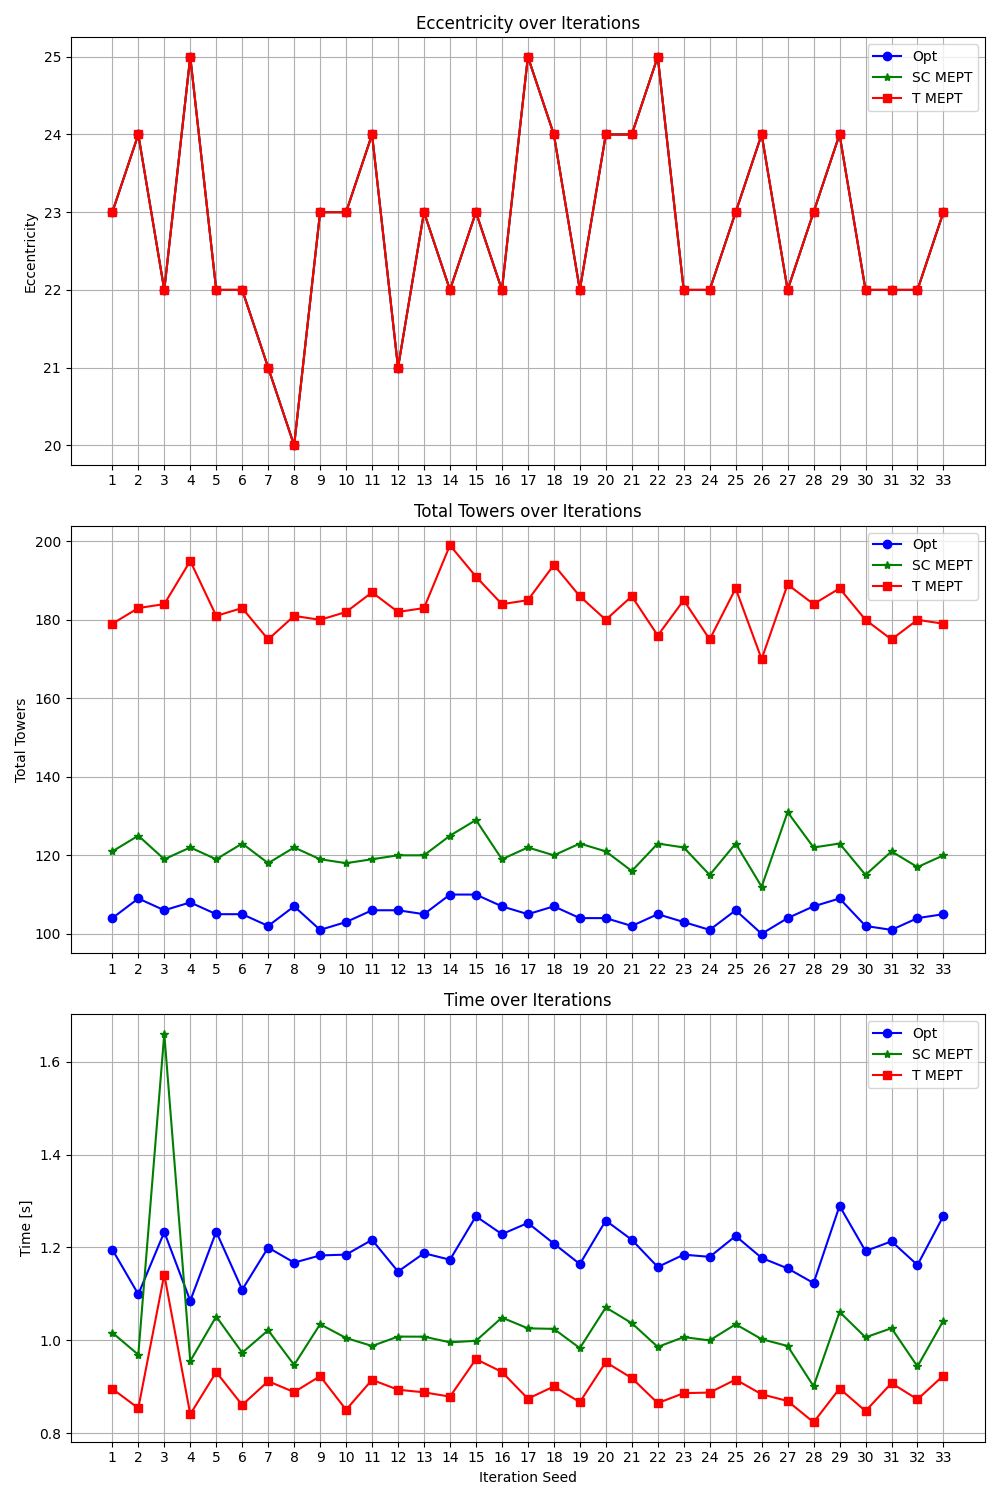 Eccentricity over Iterations
Eccentricity
25
24
23
22
21
20
Opt
SC MEPT
T MEPT
1 2 3 4 5 6 7 8 9 10 11 12 13 14 15 16 17 18 19 20 21 22 23 24 25 26 27 28 29 30 31 32 33
Total Towers over Iterations
Total Towers
200
180
160
140
120
100
Opt
SC MEPT
T MEPT
1 2 3 4 5 6 7 8 9 10 11 12 13 14 15 16 17 18 19 20 21 22 23 24 25 26 27 28 29 30 31 32 33
Time over Iterations
Time [s]
1.6
1.4
1.2
1.0
0.8
Opt
SC MEPT
T MEPT
1 2 3 4 5 6 7 8 9 10 11 12 13 14 15 16 17 18 19 20 21 22 23 24 25 26 27 28 29 30 31 32 33
Iteration Seed